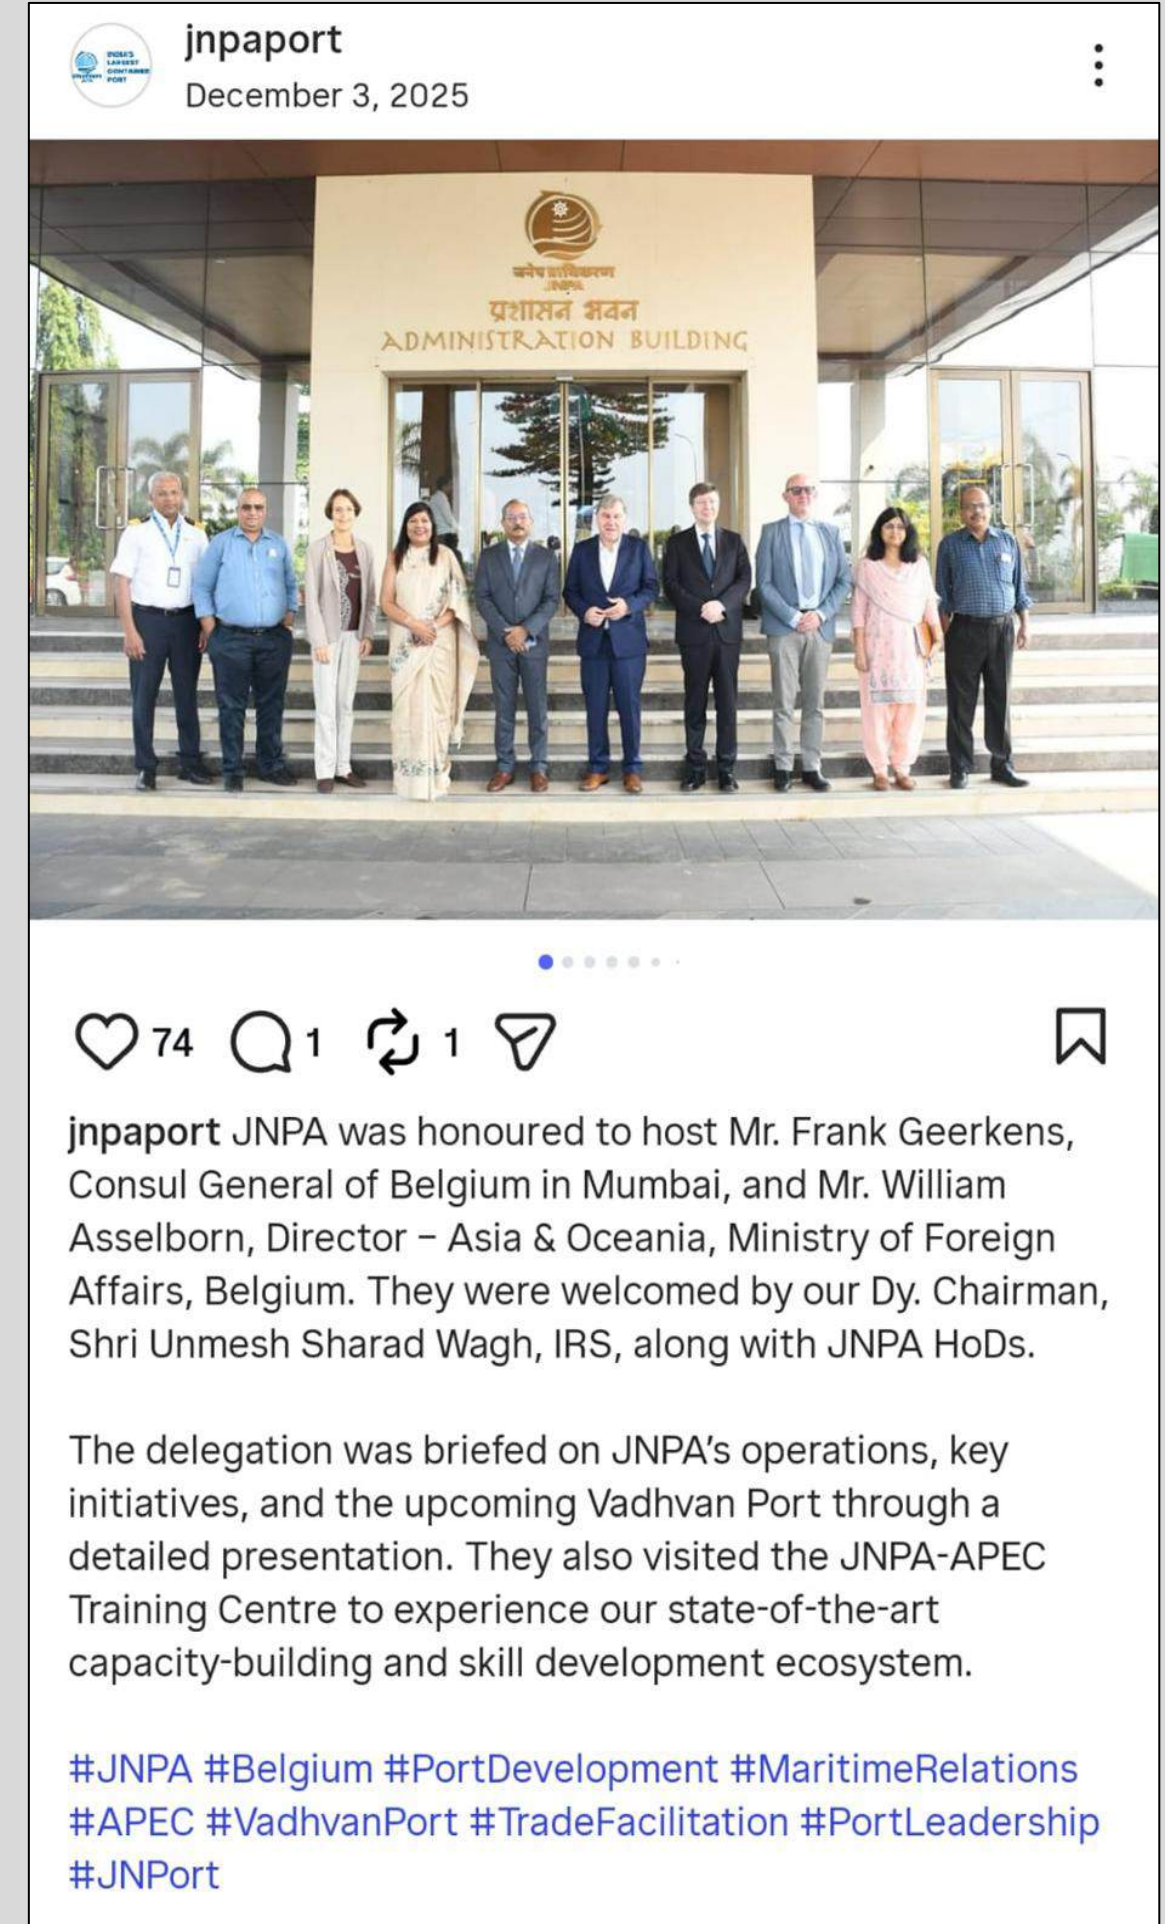 jnpaport
INDIA'S
LARGEST
CONTAINER
PORT
December 3, 2025
जनेप प्राधिकरण
JNPA
प्रशासन भवन
ADMINISTRATION BUILDING
74 1 1
jnpaport JNPA was honoured to host Mr. Frank Geerkens,
Consul General of Belgium in Mumbai, and Mr. William
Asselborn, Director – Asia & Oceania, Ministry of Foreign
Affairs, Belgium. They were welcomed by our Dy. Chairman,
Shri Unmesh Sharad Wagh, IRS, along with JNPA HoDs.
The delegation was briefed on JNPA’s operations, key
initiatives, and the upcoming Vadhvan Port through a
detailed presentation. They also visited the JNPA-APEC
Training Centre to experience our state-of-the-art
capacity-building and skill development ecosystem.
#JNPA #Belgium #PortDevelopment #MaritimeRelations
#APEC #VadhvanPort #TradeFacilitation #PortLeadership
#JNPort